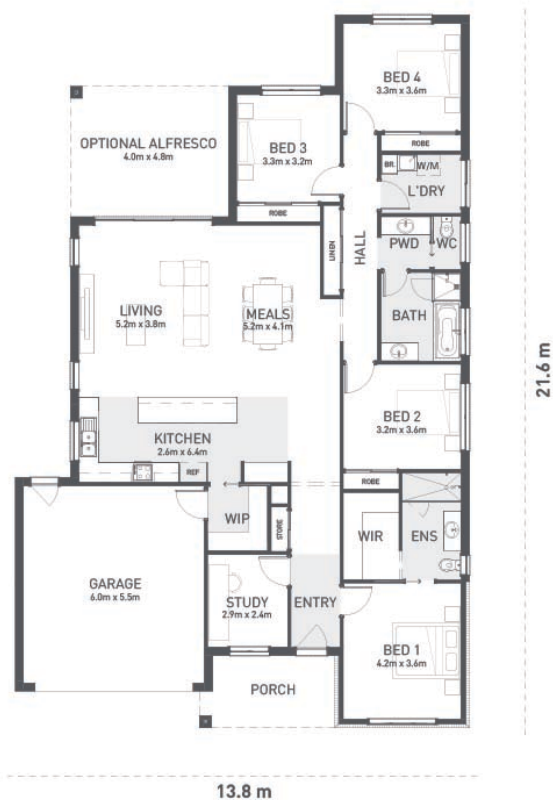 BED 4
3.3m x 3.6m
ROBE
OPTIONAL ALFRESCO
4.0m x 4.8m
BED 3
3.3m x 3.2m
ROBE
BR.
W/M
L'DRY
LINEN
HALL
PWD
WC
BATH
LIVING
5.2m x 3.8m
MEALS
5.2m x 4.1m
21.6 m
BED 2
3.2m x 3.6m
ROBE
KITCHEN
2.6m x 6.4m
REF
WIP
STORE
WIR
ENS
GARAGE
6.0m x 5.5m
STUDY
2.9m x 2.4m
ENTRY
BED 1
4.2m x 3.6m
PORCH
13.8 m